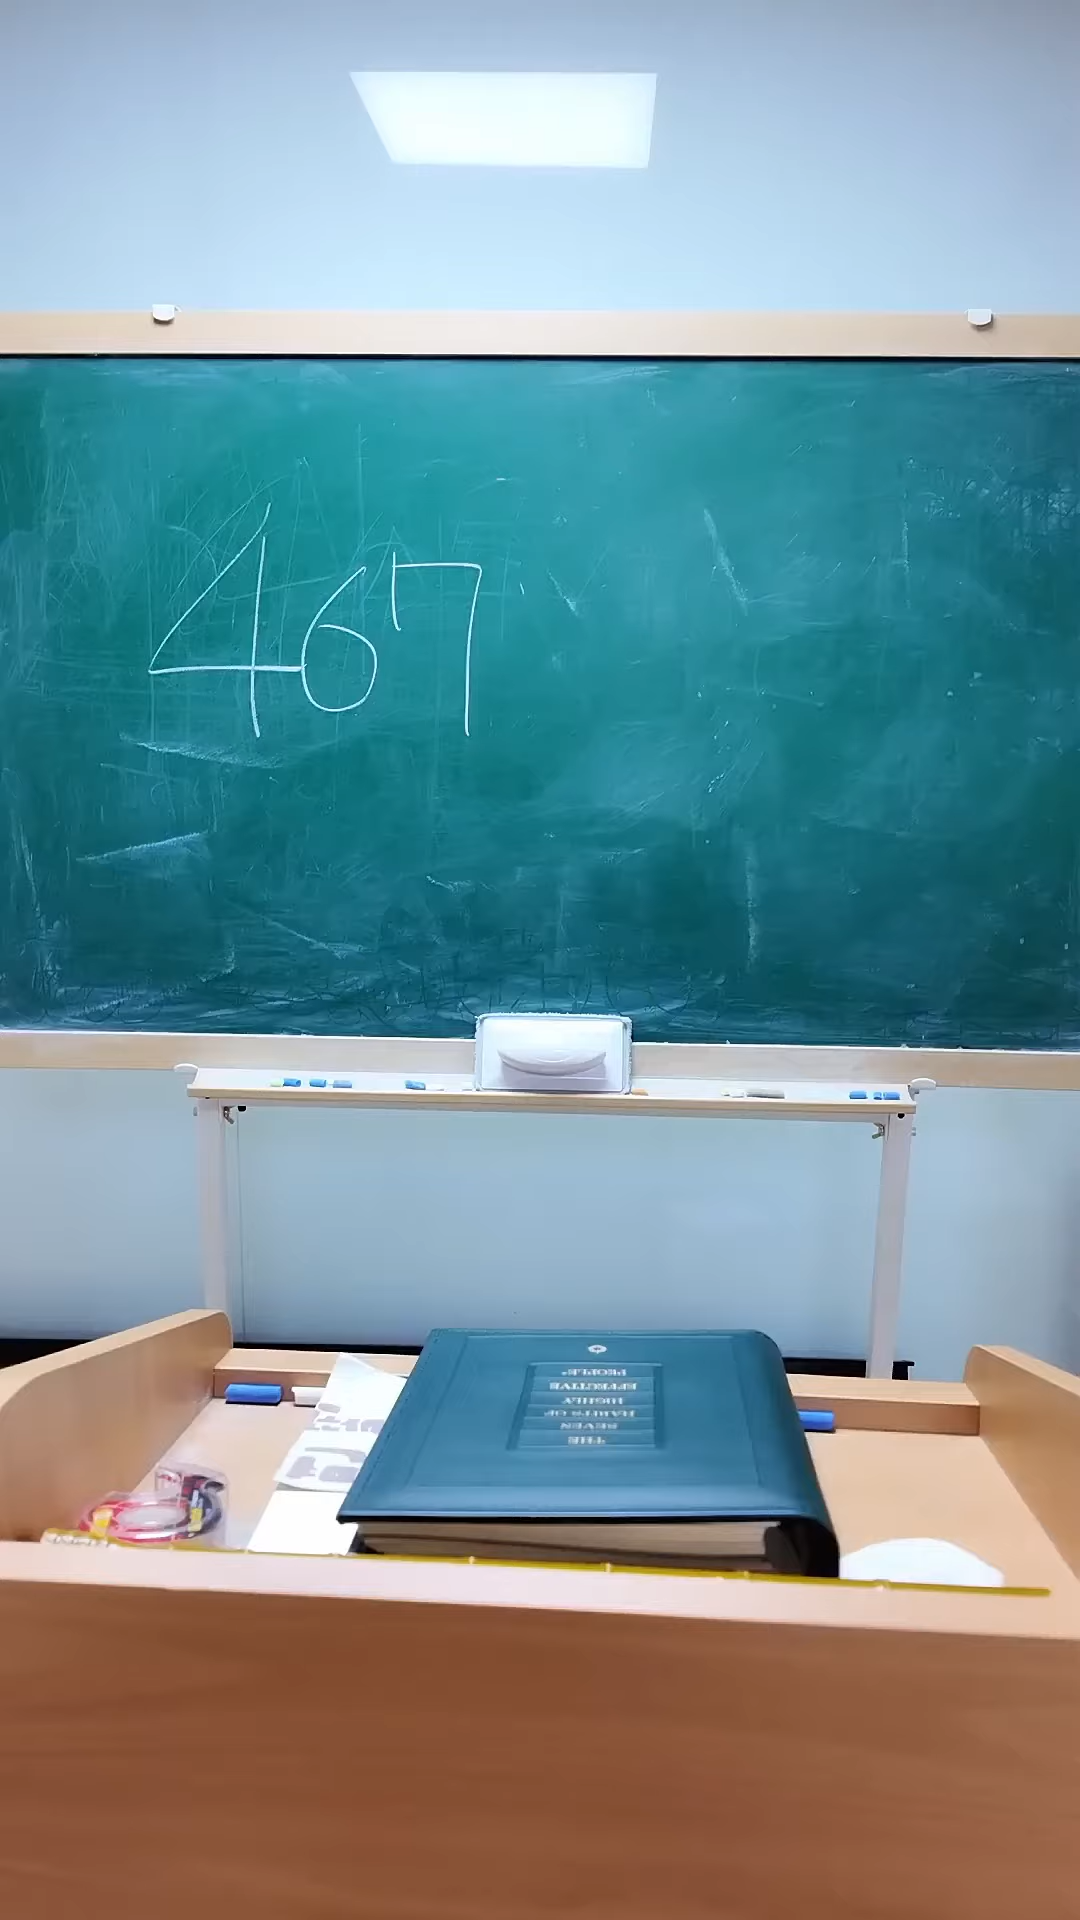 467
THE
SEVEN
HABITS OF
HIGHLY
EFFECTIVE
PEOPLE